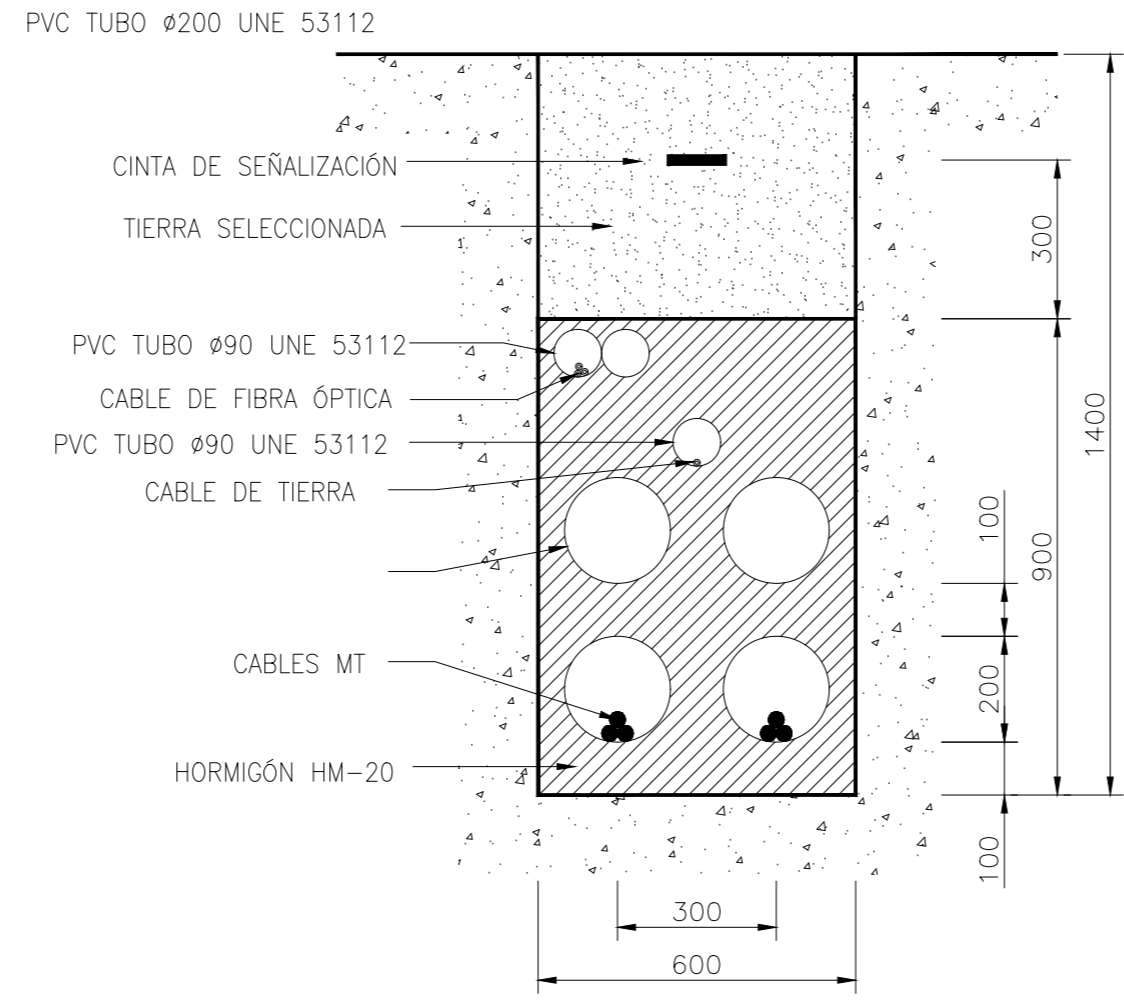 PVC TUBO Ø200 UNE 53112
CINTA DE SEÑALIZACIÓN
TIERRA SELECCIONADA
PVC TUBO Ø90 UNE 53112
CABLE DE FIBRA ÓPTICA
PVC TUBO Ø90 UNE 53112
CABLE DE TIERRA
CABLES MT
HORMIGÓN HM-20
300
1400
900
100
200
100
300
600